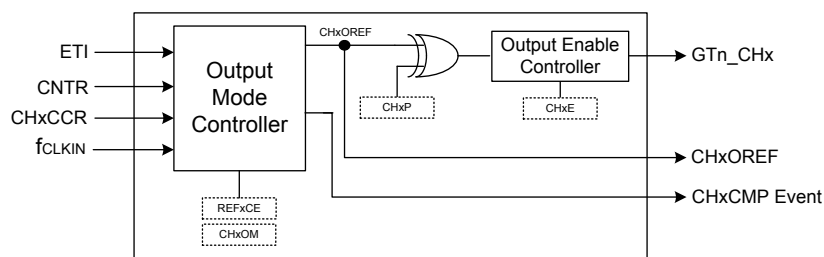 ETI
CNTR
CHxCCR
fCLKIN
Output
Mode
Controller
REFxCE
CHxOM
CHxOREF
CHxP
Output Enable
Controller
CHxE
GTn_CHx
CHxOREF
CHxCMP Event